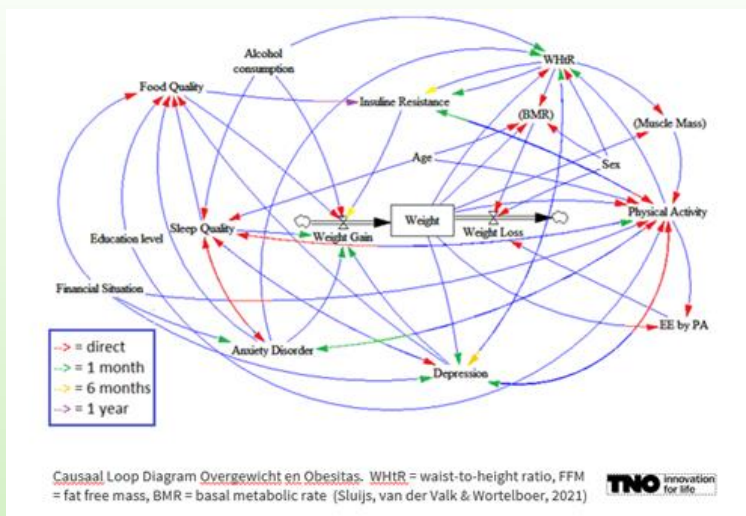 Alcohol
consumption
WHtR
Food Quality
Insuline Resistance
(BMR)
(Muscle Mass)
Age
Sex
Weight
Physical Activity
Sleep Quality
Weight Gain
Weight Loss
Education level
Financial Situation
EE by PA
Anxiety Disorder
Depression
--> = direct
--> = 1 month
--> = 6 months
--> = 1 year
Causaal Loop Diagram Overgewicht en Obesitas. WHtR = waist-to-height ratio, FFM
= fat free mass, BMR = basal metabolic rate (Sluijs, van der Valk & Wortelboer, 2021)
TNO innovation
for life